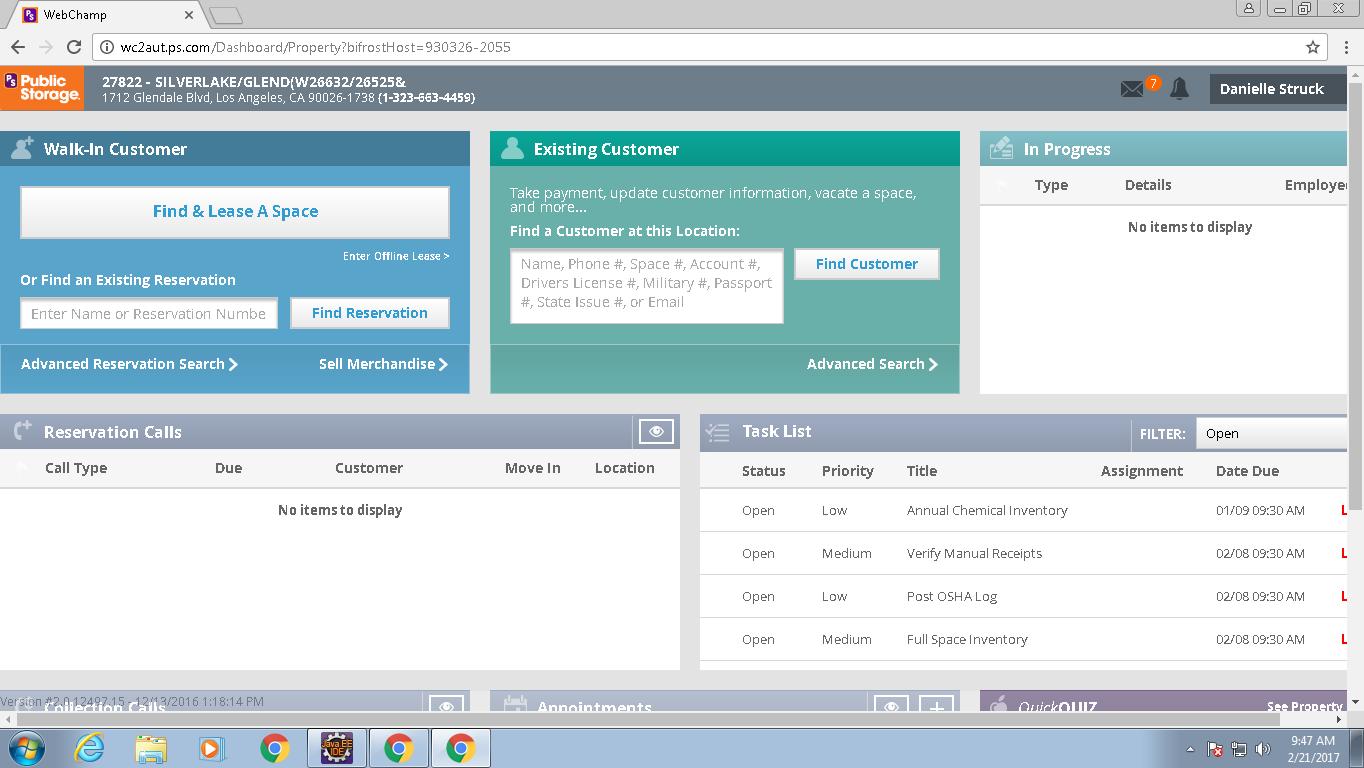 WebChamp
wc2aut.ps.com/Dashboard/Property?bifrostHost=930326-2055
PS Public Storage.
27822 - SILVERLAKE/GLEND(W26632/26525&
1712 Glendale Blvd, Los Angeles, CA 90026-1738 (1-323-663-4459)
7
Danielle Struck
Walk-In Customer
Find & Lease A Space
Enter Offline Lease >
Or Find an Existing Reservation
Enter Name or Reservation Numbe
Find Reservation
Advanced Reservation Search
Sell Merchandise
Existing Customer
Take payment, update customer information, vacate a space,
and more...
Find a Customer at this Location:
Name, Phone #, Space #, Account #,
Drivers License #, Military #, Passport
#, State Issue #, or Email
Find Customer
Advanced Search
In Progress
Type Details Employe
No items to display
Reservation Calls
Call Type Due Customer Move In Location
No items to display
Task List
FILTER: Open
Status Priority Title Assignment Date Due
Open Low Annual Chemical Inventory 01/09 09:30 AM L
Open Medium Verify Manual Receipts 02/08 09:30 AM L
Open Low Post OSHA Log 02/08 09:30 AM L
Open Medium Full Space Inventory 02/08 09:30 AM L
Version #2.0.12497.15 - 12/13/2016 1:18:14 PM
Collection Calls
Appointments
QuickQUIZ
See Property
Java EE
IDE
9:47 AM
2/21/2017